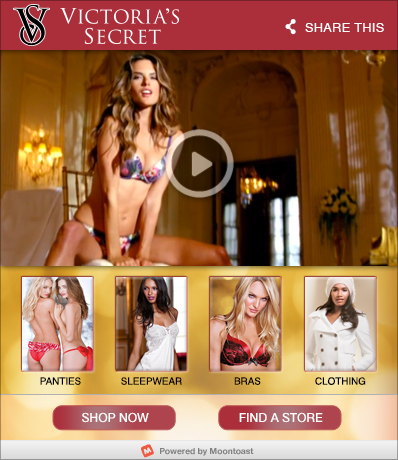 VS
VICTORIA'S
SECRET
SHARE THIS
PANTIES
SLEEPWEAR
BRAS
CLOTHING
SHOP NOW
FIND A STORE
M
Powered by Moontoast